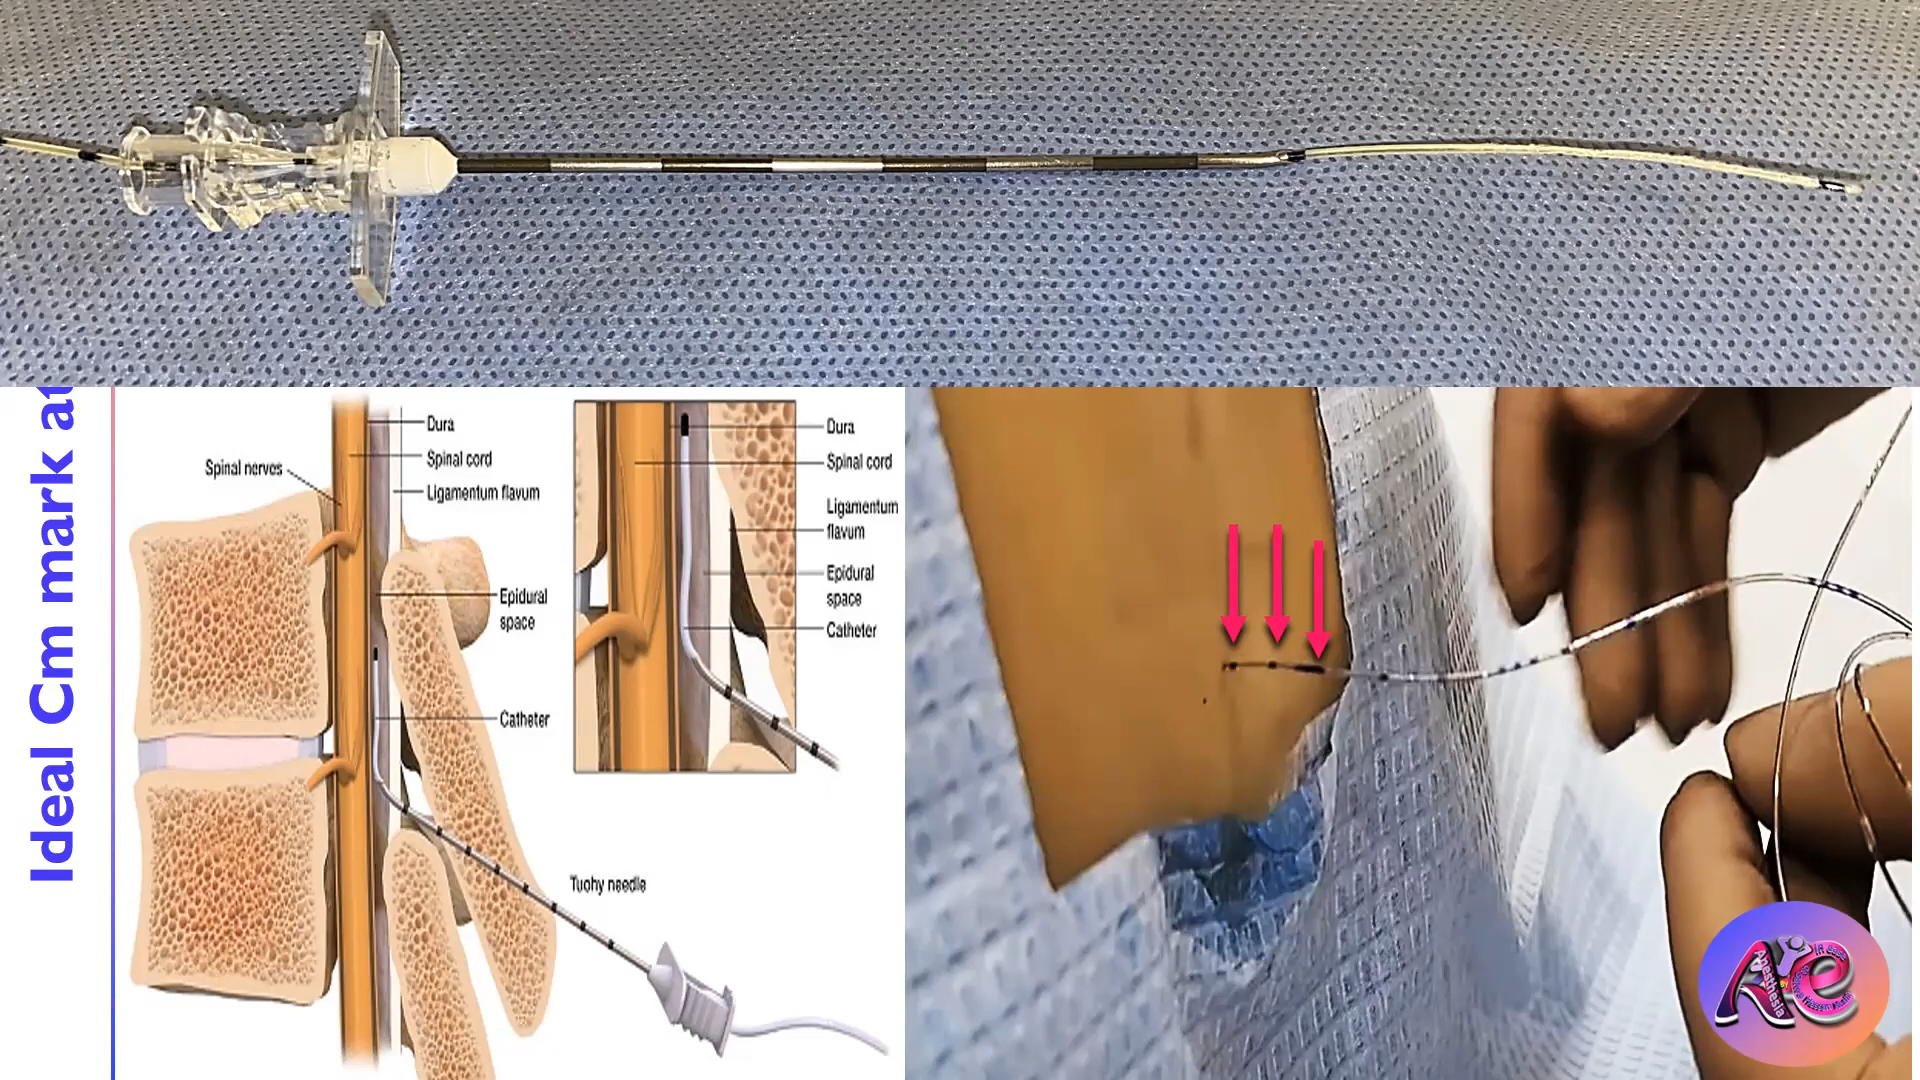 Ideal Cm mark at
Dura
Spinal cord
Spinal nerves
Ligamentum flavum
Epidural
space
Catheter
Tuohy needle
Dura
Spinal cord
Ligamentum
flavum
Epidural
space
Catheter
Ae
Anesthesia